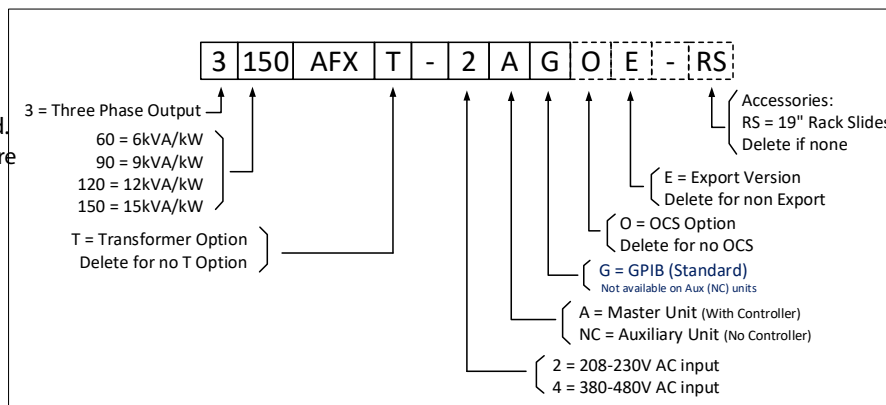 3 150 AFX T - 2 A G O E - RS
3 = Three Phase Output
d.
re
60 = 6kVA/kW
90 = 9kVA/kW
120 = 12kVA/kW
150 = 15kVA/kW
T = Transformer Option
Delete for no T Option
Accessories:
RS = 19" Rack Slides
Delete if none
E = Export Version
Delete for non Export
O = OCS Option
Delete for no OCS
G = GPIB (Standard)
Not available on Aux (NC) units
A = Master Unit (With Controller)
NC = Auxiliary Unit (No Controller)
2 = 208-230V AC input
4 = 380-480V AC input